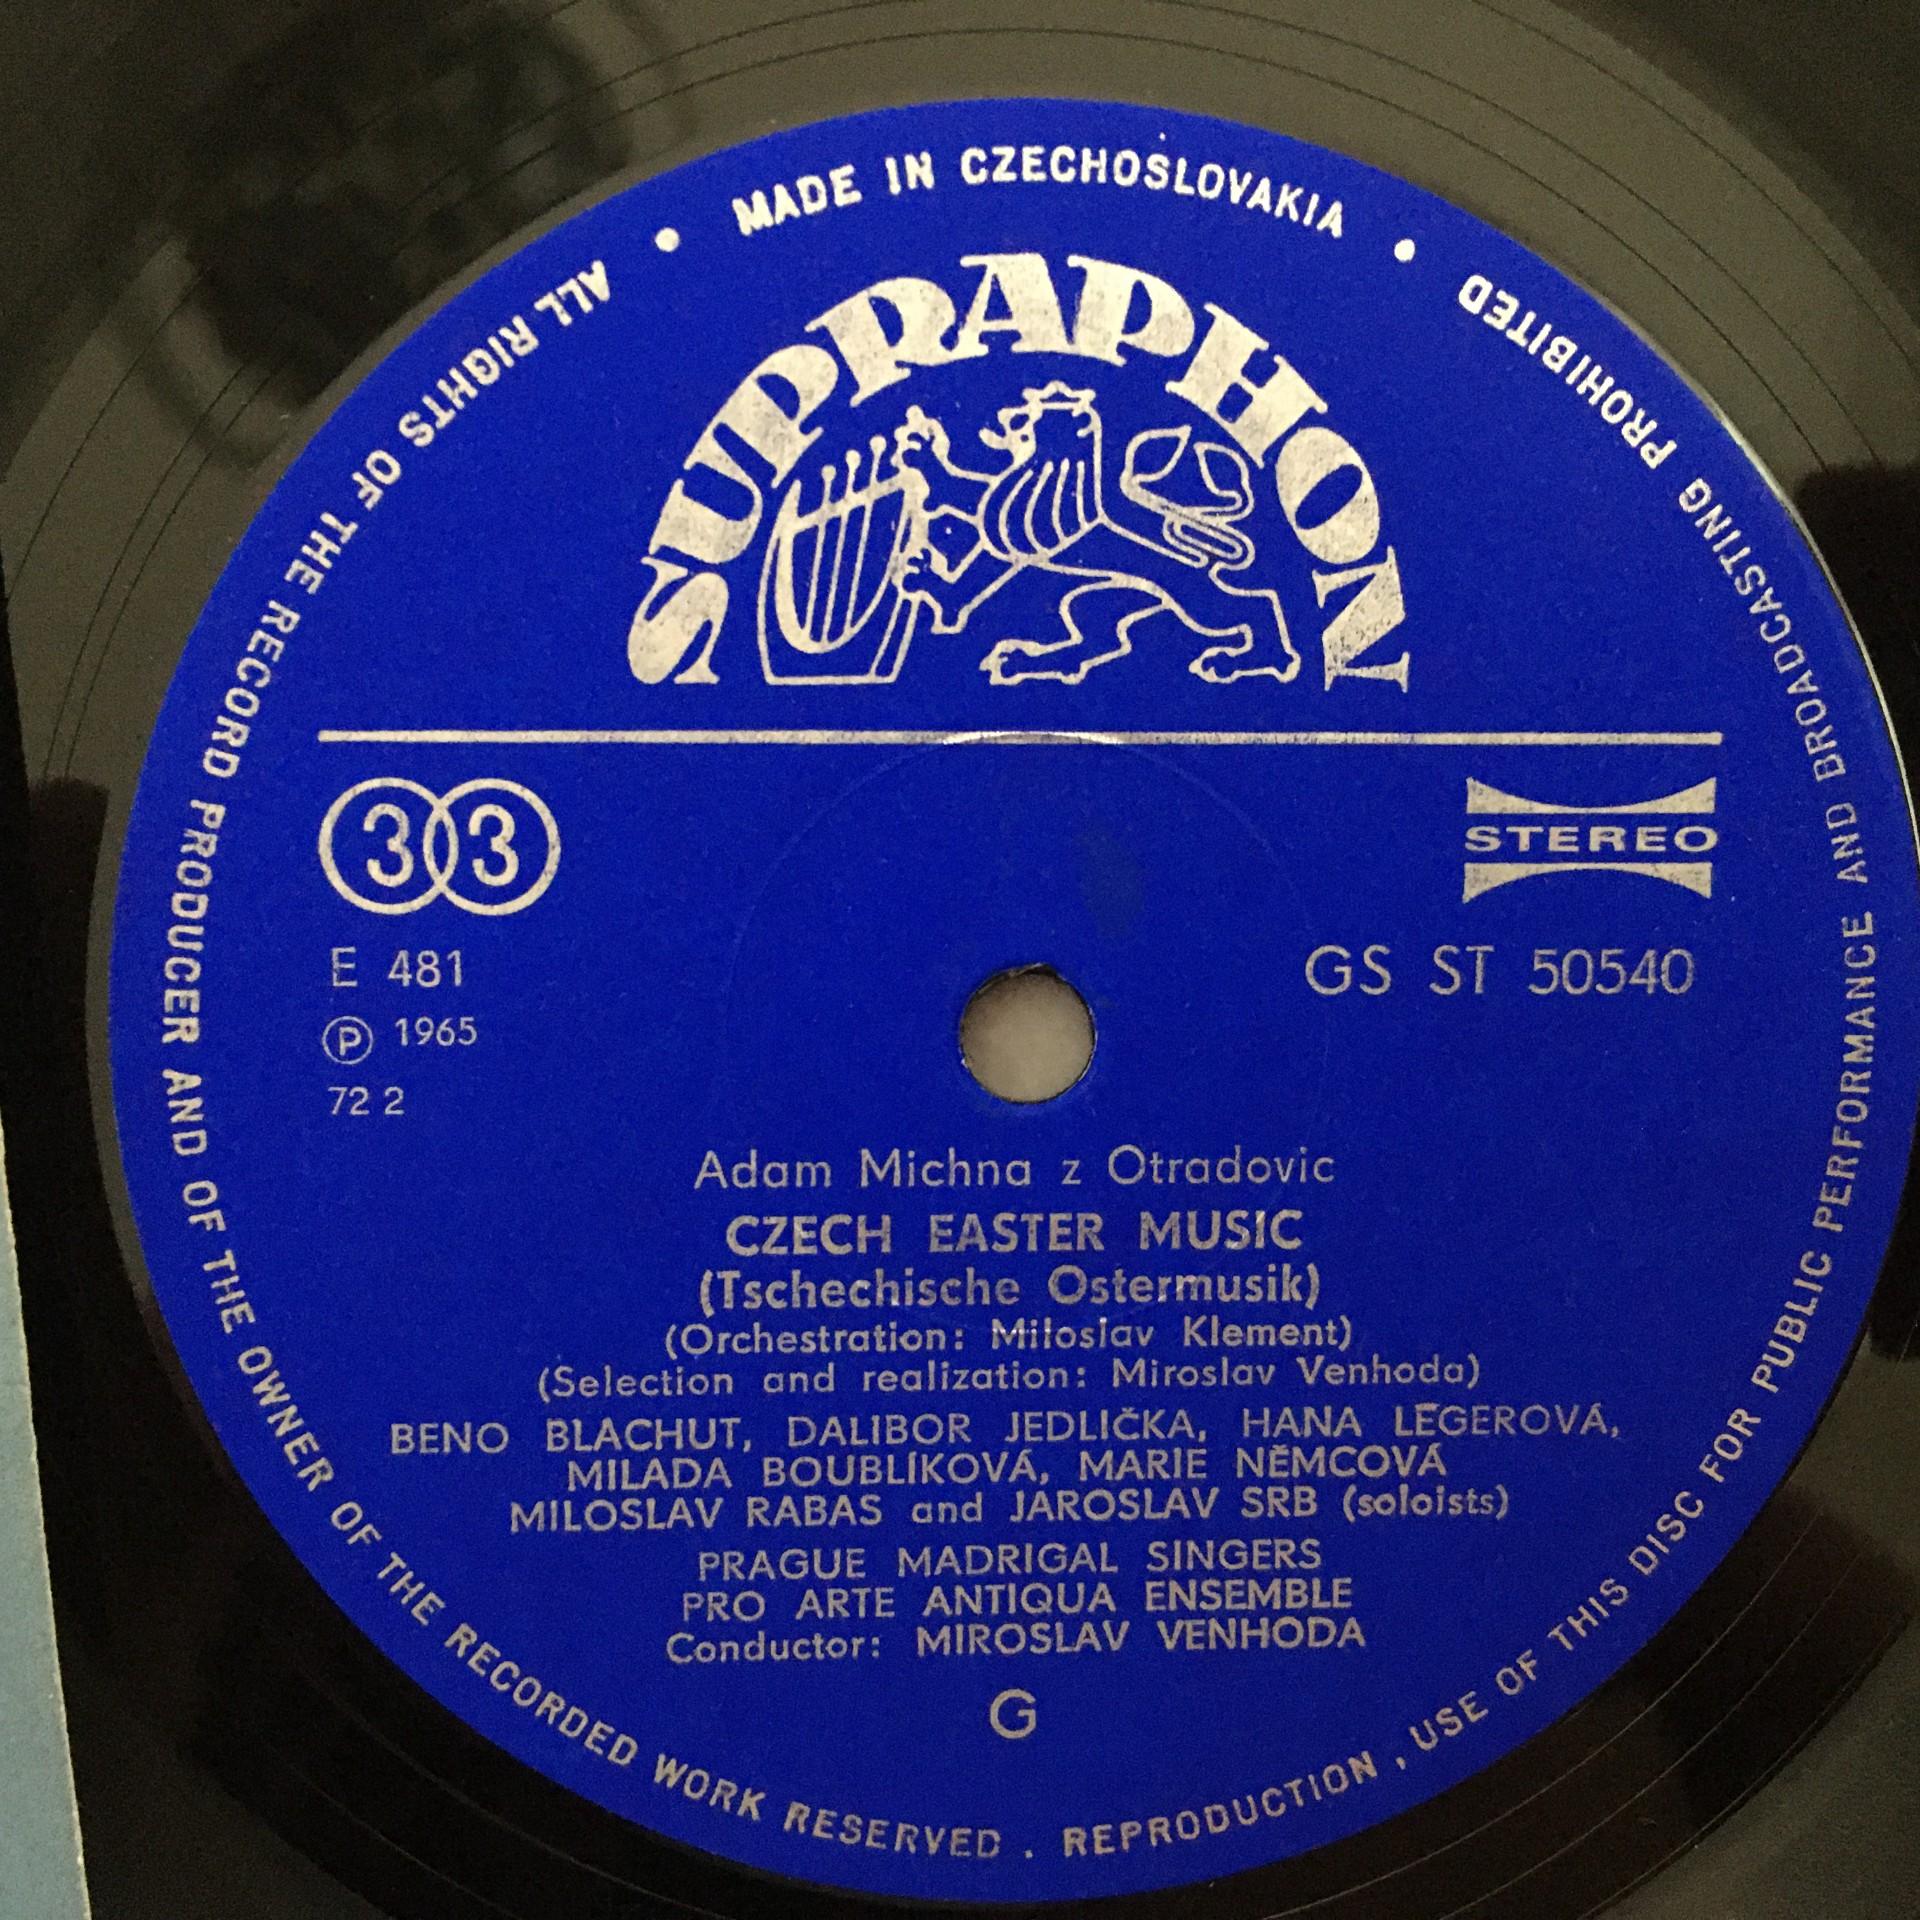 MADE IN CZECHOSLOVAKIA
SUPRAPHON
33
STEREO
E 481
GS ST 50540
Ⓟ 1965
72 2
Adam Michna z Otradovic
CZECH EASTER MUSIC
(Tschechische Ostermusik)
(Orchestration: Miloslav Klement)
(Selection and realization: Miroslav Venhoda)
BENO BLACHUT, DALIBOR JEDLIČKA, HANA LEGEROVÁ,
MILADA BOUBLÍKOVÁ, MARIE NĚMCOVÁ
MILOSLAV RABAS and JAROSLAV SRB (soloists)
PRAGUE MADRIGAL SINGERS
PRO ARTE ANTIQUA ENSEMBLE
Conductor: MIROSLAV VENHODA
G
ALL RIGHTS OF THE RECORD PRODUCER AND OF THE OWNER OF THE RECORDED WORK RESERVED . REPRODUCTION , USE OF THIS DISC FOR PUBLIC PERFORMANCE AND BROADCASTING PROHIBITED